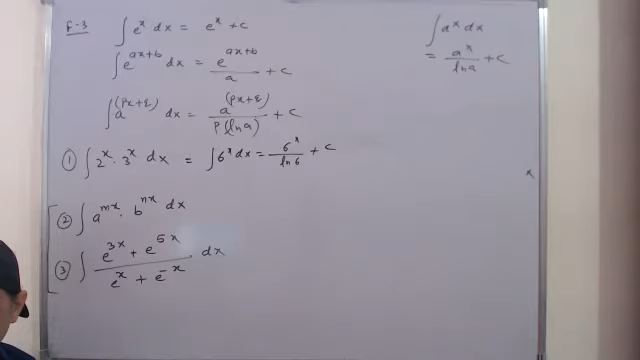 F-3
∫ e^x dx = e^x + c
∫ e^{ax+b} dx = e^{ax+b}/a + c
∫ a^{(px+q)} dx = a^{(px+q)}/p(ln a) + c
① ∫ 2^x · 3^x dx = ∫ 6^x dx = 6^x/ln 6 + c
② ∫ a^{mx} · b^{nx} dx
③ ∫ (e^{3x} + e^{5x})/(e^x + e^{-x}) dx
∫ a^x dx
= a^x/ln a + c
x